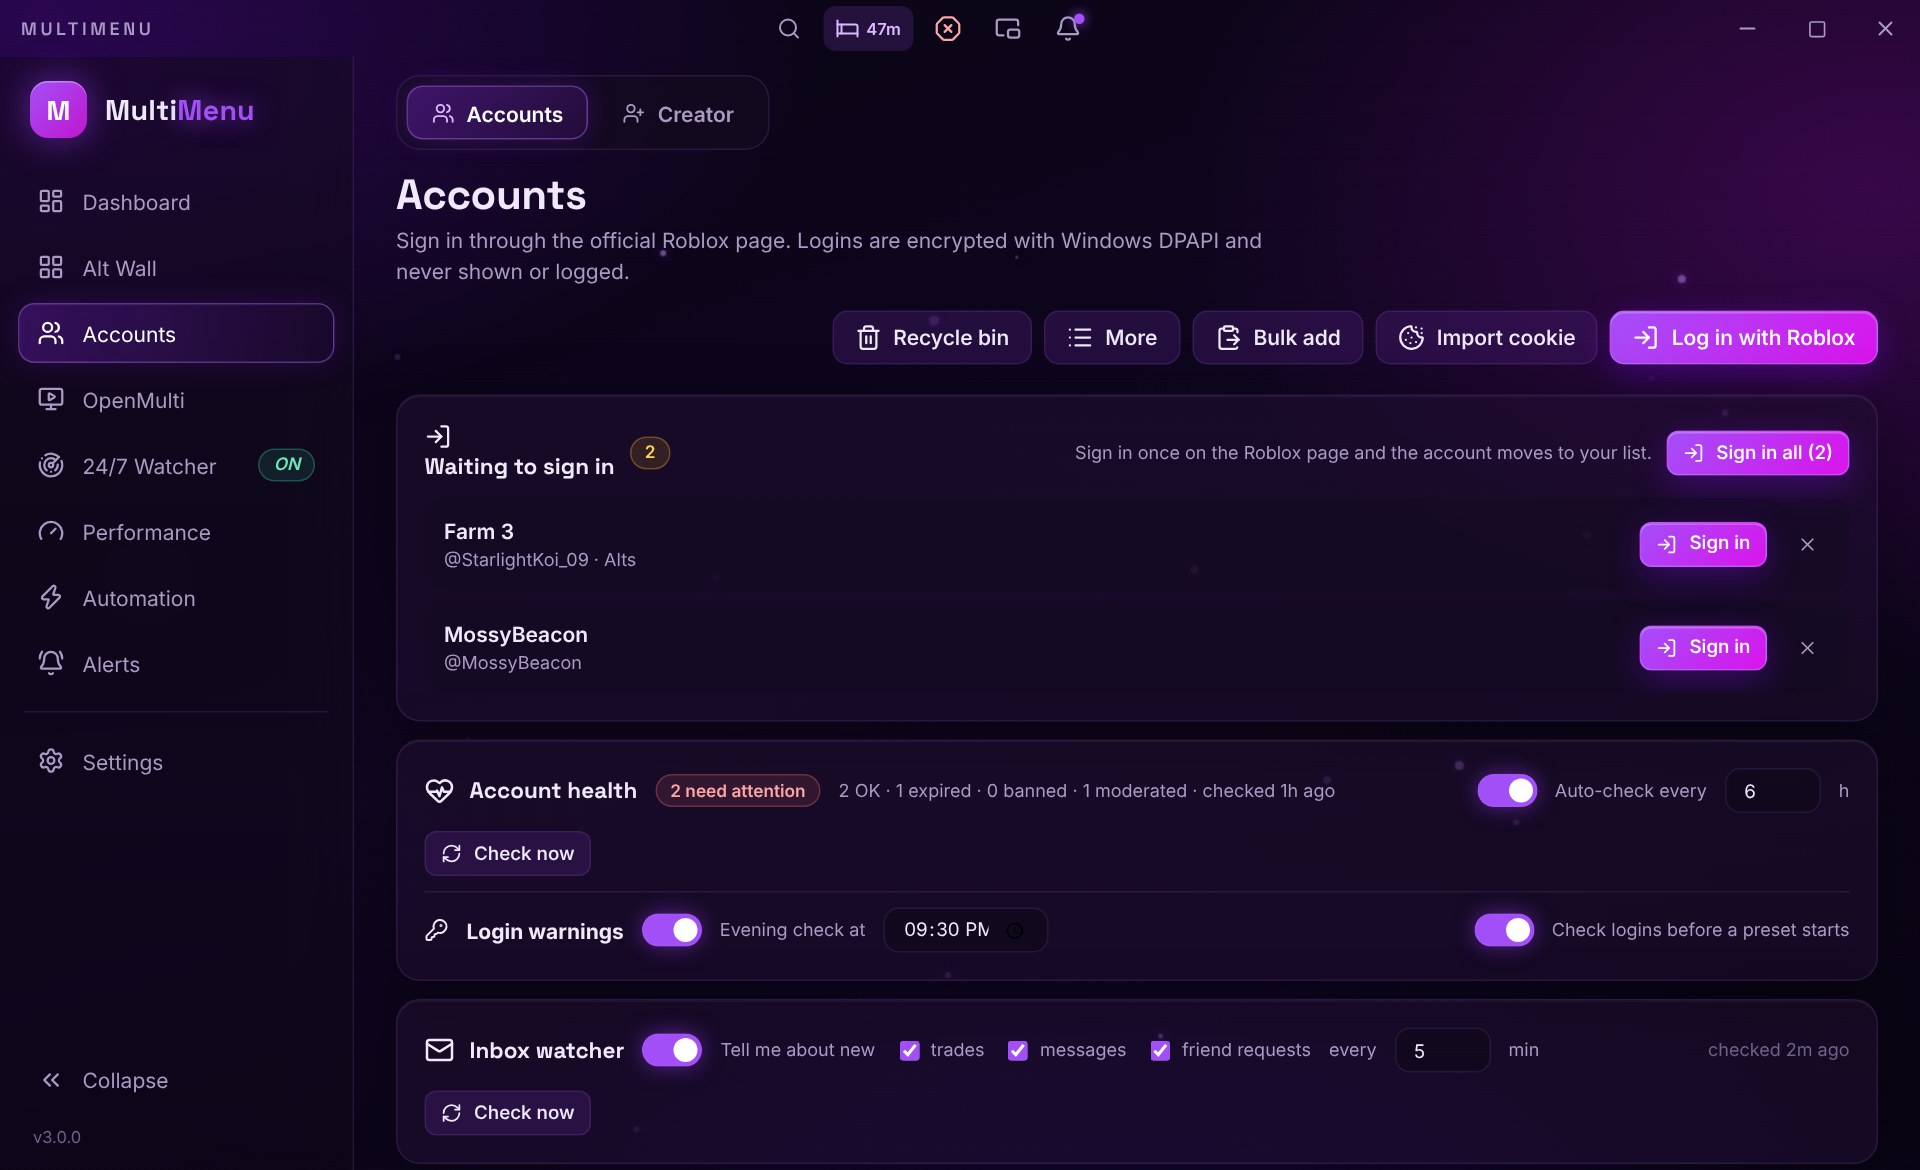 MULTIMENU
47m
M
MultiMenu
Dashboard
Alt Wall
Accounts
OpenMulti
24/7 Watcher
ON
Performance
Automation
Alerts
Settings
Collapse
v3.0.0
Accounts
Creator
Accounts
Sign in through the official Roblox page. Logins are encrypted with Windows DPAPI and
never shown or logged.
Recycle bin
More
Bulk add
Import cookie
Log in with Roblox
Waiting to sign in
2
Sign in once on the Roblox page and the account moves to your list.
Sign in all (2)
Farm 3
@StarlightKoi_09 · Alts
Sign in
MossyBeacon
@MossyBeacon
Sign in
Account health
2 need attention
2 OK · 1 expired · 0 banned · 1 moderated · checked 1h ago
Auto-check every
6
h
Check now
Login warnings
Evening check at
09:30 PM
Check logins before a preset starts
Inbox watcher
Tell me about new
trades
messages
friend requests
every
5
min
checked 2m ago
Check now